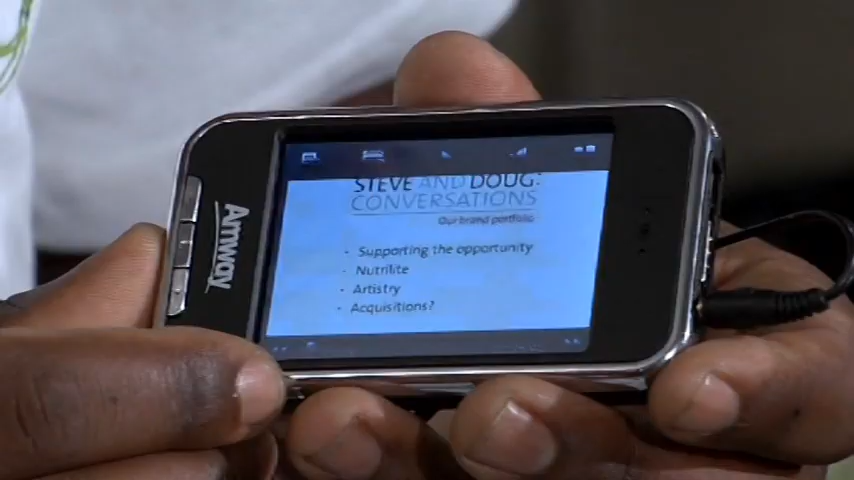 Amway
STEVE AND DOUG:
CONVERSATIONS
Our brand portfolio
• Supporting the opportunity
• Nutrilite
• Artistry
• Acquisitions?